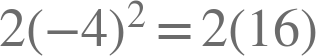 2(−4)² = 2(16)